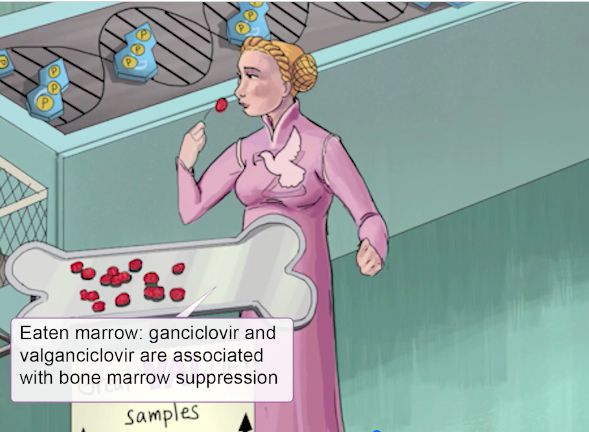 P
P
P
P
P
P
P
P
P
P
Eaten marrow: ganciclovir and
valganciclovir are associated
with bone marrow suppression
samples